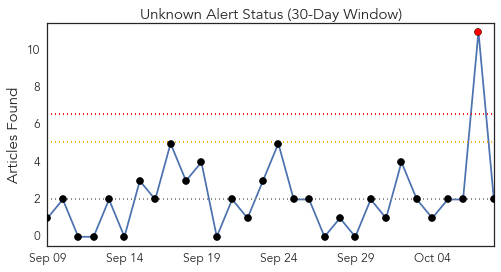 Unknown Alert Status (30-Day Window)
Articles Found
10
8
6
4
2
0
Sep 09 Sep 14 Sep 19 Sep 24 Sep 29 Oct 04